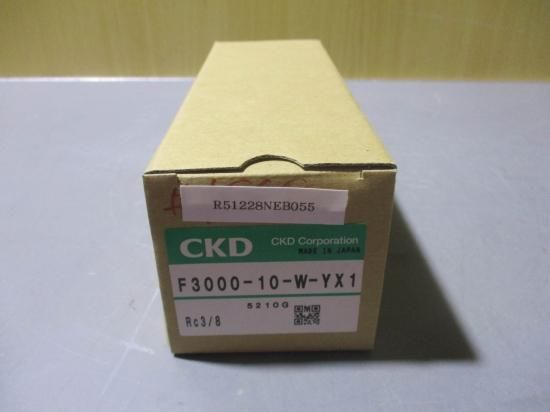 R51228NEB055
CKD CKD Corporation
MADE IN JAPAN
F3000-10-W-YX1
5210G
Rc3/8